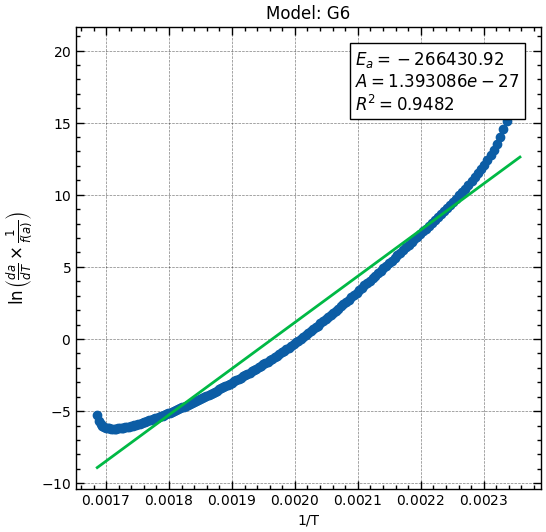 Model: G6
E_a = −266430.92
A = 1.393086e − 27
R^2 = 0.9482
ln(da/dT × 1/f(a))
20
15
10
5
0
−5
−10
0.0017 0.0018 0.0019 0.0020 0.0021 0.0022 0.0023
1/T